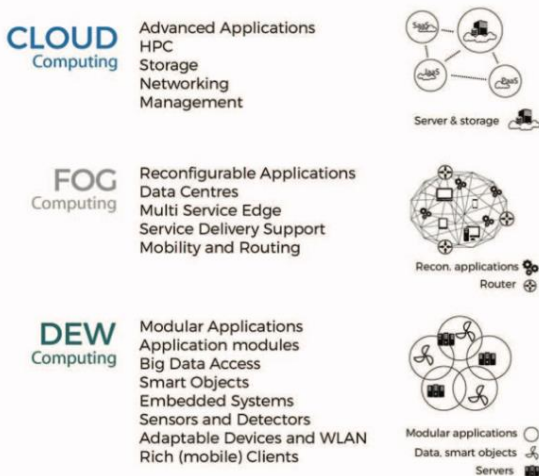 CLOUD
Computing
Advanced Applications
HPC
Storage
Networking
Management
SaaS
IaaS
PaaS
Server & storage
FOG
Computing
Reconfigurable Applications
Data Centres
Multi Service Edge
Service Delivery Support
Mobility and Routing
Recon. applications
Router
DEW
Computing
Modular Applications
Application modules
Big Data Access
Smart Objects
Embedded Systems
Sensors and Detectors
Adaptable Devices and WLAN
Rich (mobile) Clients
Modular applications
Data, smart objects
Servers